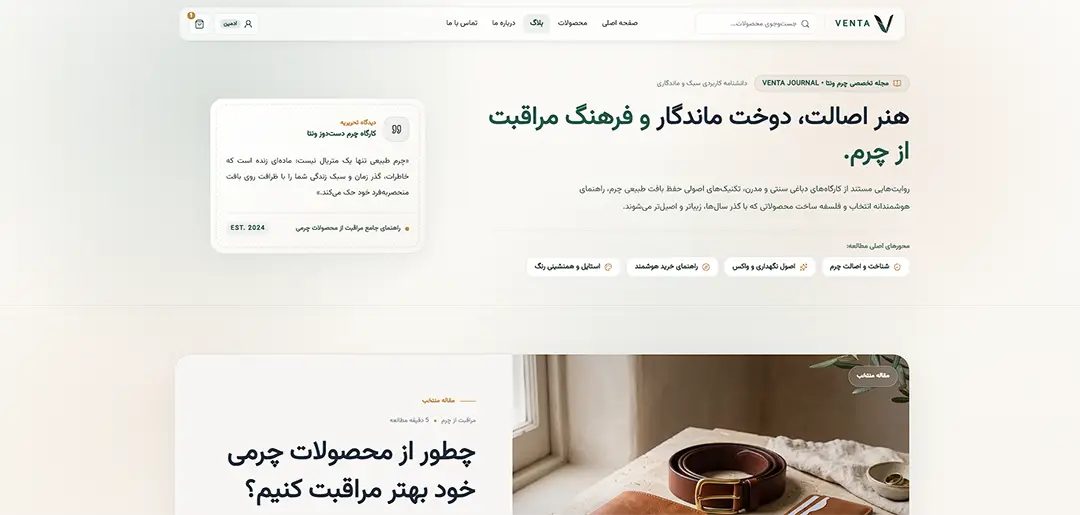 VENTA
جست‌وجوی محصولات...
صفحه اصلی
محصولات
بلاگ
درباره ما
تماس با ما
ادمین
1
مجله تخصصی چرم ونتا • VENTA JOURNAL
دانشنامه کاربردی سبک و ماندگاری
هنر اصالت، دوخت ماندگار و فرهنگ مراقبت
از چرم.
روایت‌هایی مستند از کارگاه‌های دباغی سنتی و مدرن، تکنیک‌های اصولی حفظ بافت طبیعی چرم، راهنمای
هوشمندانه انتخاب و فلسفه ساخت محصولاتی که با گذر سال‌ها، زیباتر و اصیل‌تر می‌شوند.
محورهای اصلی مطالعه:
شناخت و اصالت چرم
اصول نگهداری و واکس
راهنمای خرید هوشمند
استایل و همنشینی رنگ
دیدگاه تحریریه
کارگاه چرم دست‌دوز ونتا
«چرم طبیعی تنها یک متریال نیست؛ ماده‌ای زنده است که
خاطرات، گذر زمان و سبک زندگی شما را با ظرافت روی بافت
منحصربه‌فرد خود حک می‌کند.»
راهنمای جامع مراقبت از محصولات چرمی
EST. 2024
مقاله منتخب
مقاله منتخب
مراقبت از چرم • 5 دقیقه مطالعه
چطور از محصولات چرمی
خود بهتر مراقبت کنیم؟